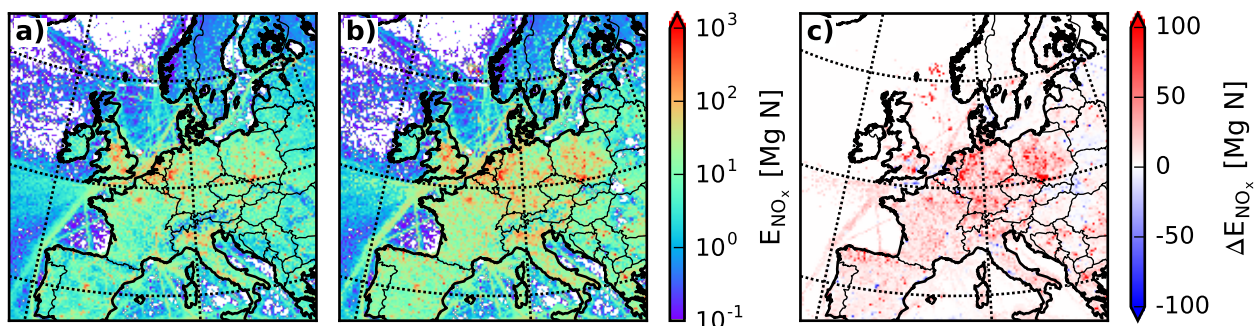 a)
b)
c)
10³
10²
10¹
10⁰
10⁻¹
E_NOₓ [Mg N]
100
50
0
-50
-100
ΔE_NOₓ [Mg N]